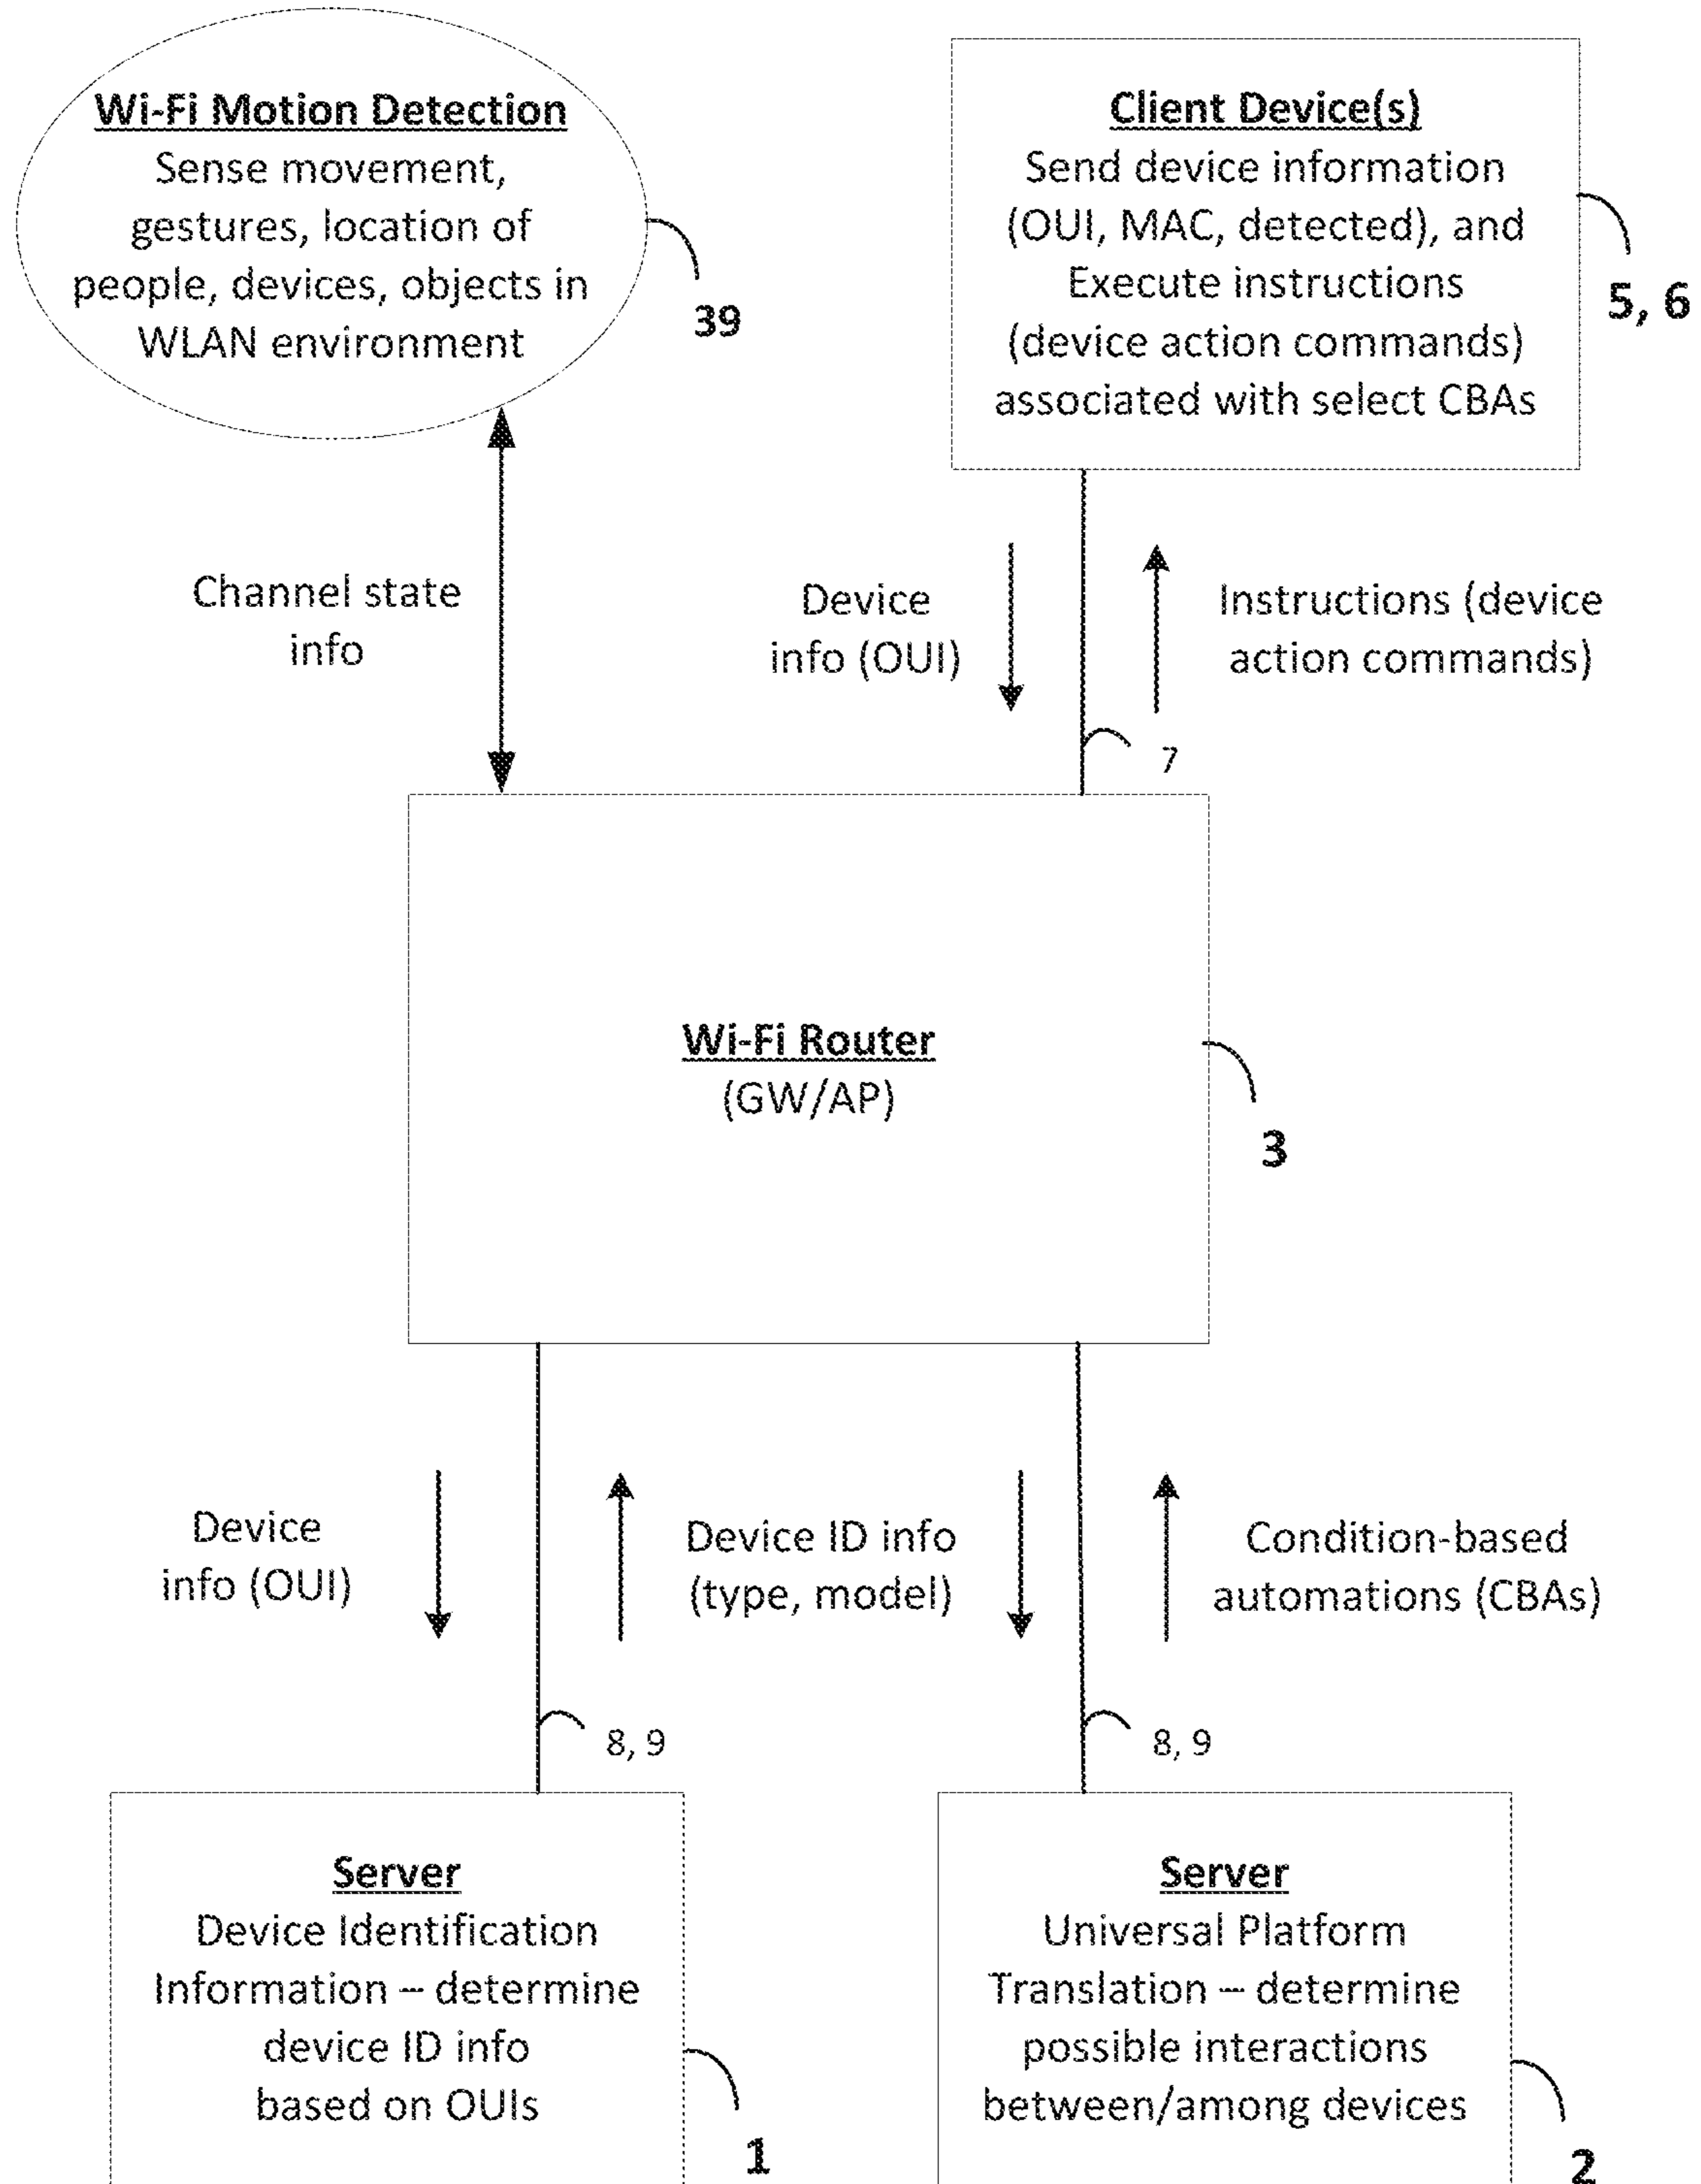 Wi-Fi Motion Detection
Sense movement,
gestures, location of
people, devices, objects in
WLAN environment
39
Client Device(s)
Send device information
(OUI, MAC, detected), and
Execute instructions
(device action commands)
associated with select CBAs
5, 6
Channel state
info
Device
info (OUI)
Instructions (device
action commands)
7
Wi-Fi Router
(GW/AP)
3
Device
info (OUI)
Device ID info
(type, model)
Condition-based
automations (CBAs)
8, 9
8, 9
Server
Device Identification
Information – determine
device ID info
based on OUIs
1
Server
Universal Platform
Translation – determine
possible interactions
between/among devices
2